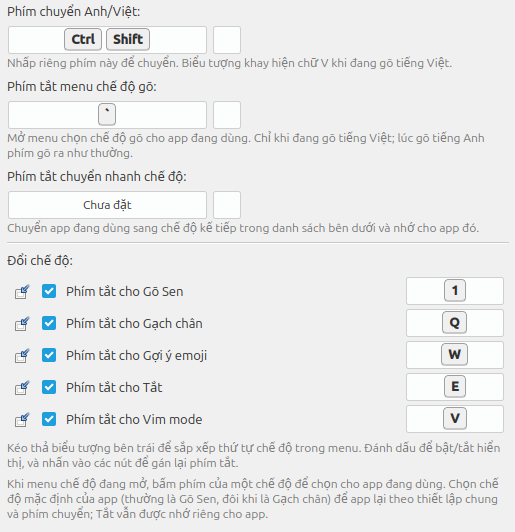 Phím chuyển Anh/Việt:
Ctrl Shift
Nhấp riêng phím này để chuyển. Biểu tượng khay hiện chữ V khi đang gõ tiếng Việt.
Phím tắt menu chế độ gõ:
`
Mở menu chọn chế độ gõ cho app đang dùng. Chỉ khi đang gõ tiếng Việt; lúc gõ tiếng Anh
phím gõ ra như thường.
Phím tắt chuyển nhanh chế độ:
Chưa đặt
Chuyển app đang dùng sang chế độ kế tiếp trong danh sách bên dưới và nhớ cho app đó.
Đổi chế độ:
Phím tắt cho Gõ Sen 1
Phím tắt cho Gạch chân Q
Phím tắt cho Gợi ý emoji W
Phím tắt cho Tắt E
Phím tắt cho Vim mode V
Kéo thả biểu tượng bên trái để sắp xếp thứ tự chế độ trong menu. Đánh dấu để bật/tắt hiển
thị, và nhấn vào các nút để gán lại phím tắt.
Khi menu chế độ đang mở, bấm phím của một chế độ để chọn cho app đang dùng. Chọn chế
độ mặc định của app (thường là Gõ Sen, đôi khi là Gạch chân) để app lại theo thiết lập chung
và phím chuyển; Tắt vẫn được nhớ riêng cho app.